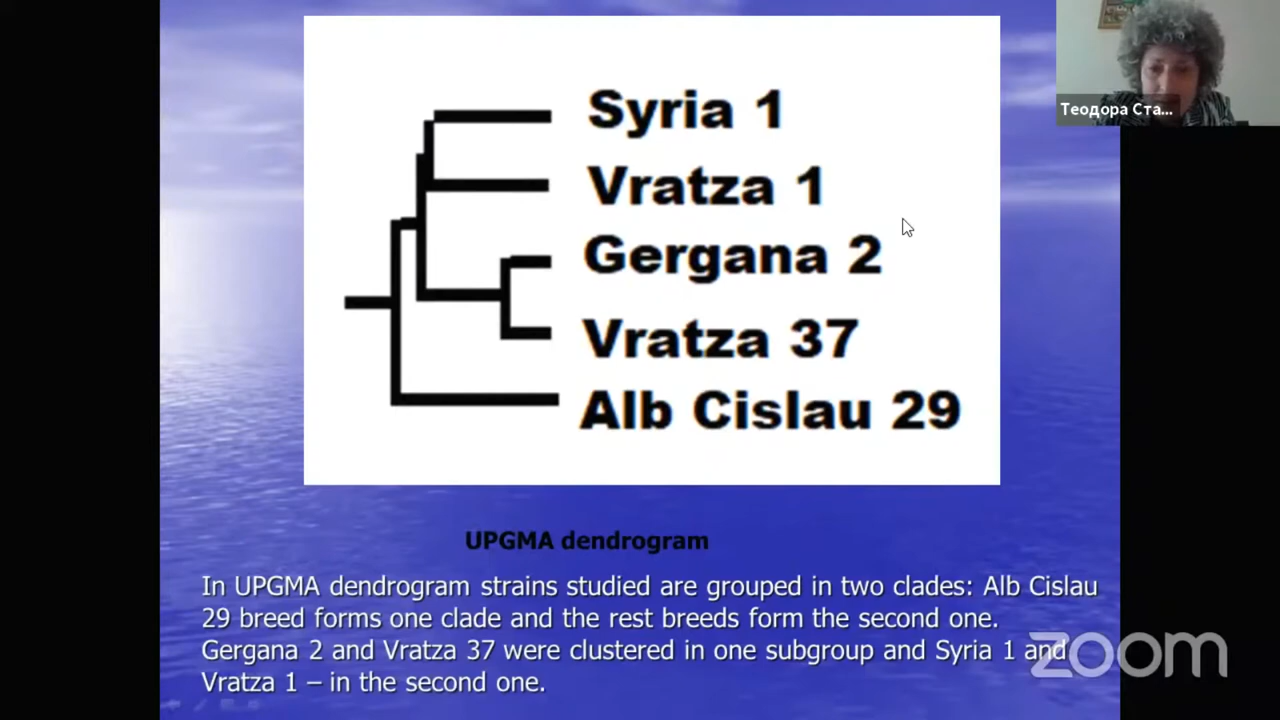 Syria 1
Vratza 1
Gergana 2
Vratza 37
Alb Cislau 29
Теодора Ста...
UPGMA dendrogram
In UPGMA dendrogram strains studied are grouped in two clades: Alb Cislau
29 breed forms one clade and the rest breeds form the second one.
Gergana 2 and Vratza 37 were clustered in one subgroup and Syria 1 and
Vratza 1 – in the second one.
zoom